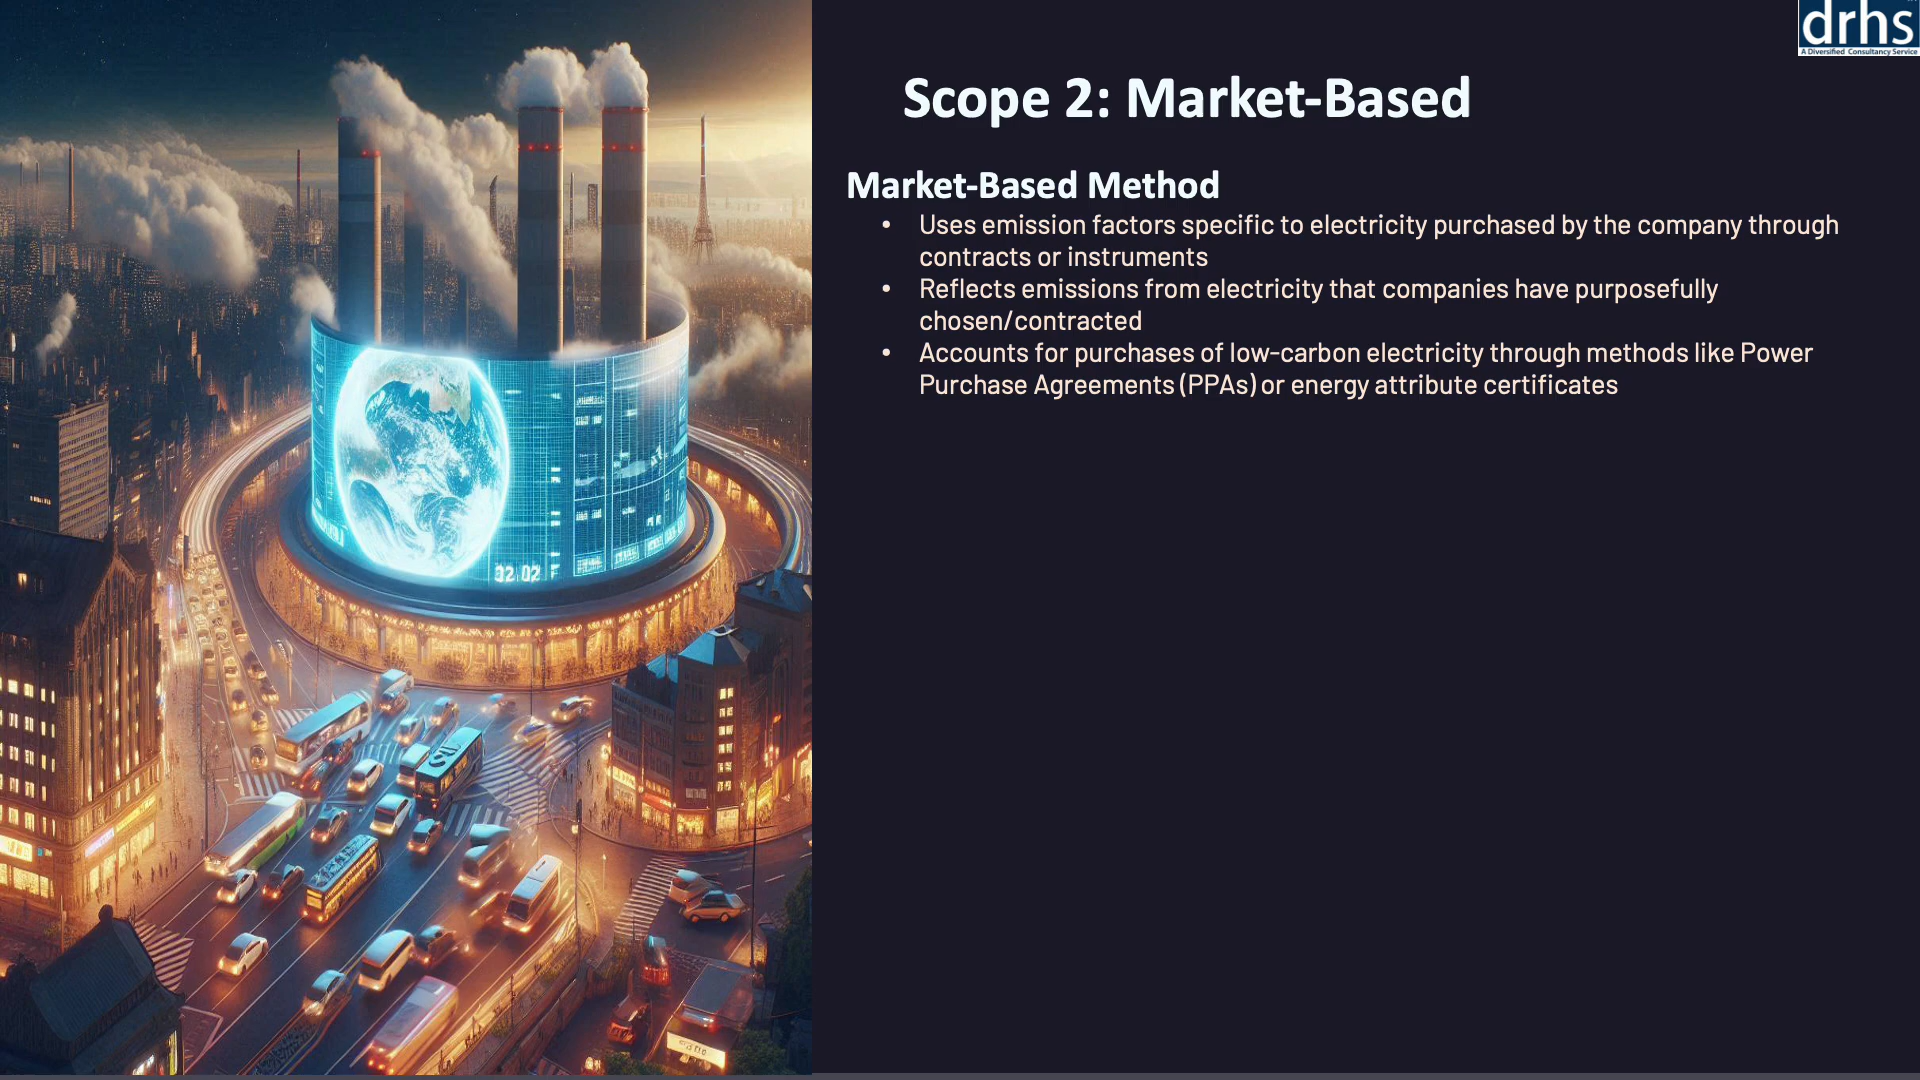 drhs
A Diversified Consultancy Service
Scope 2: Market-Based
Market-Based Method
• Uses emission factors specific to electricity purchased by the company through
contracts or instruments
• Reflects emissions from electricity that companies have purposefully
chosen/contracted
• Accounts for purchases of low-carbon electricity through methods like Power
Purchase Agreements (PPAs) or energy attribute certificates
32:02